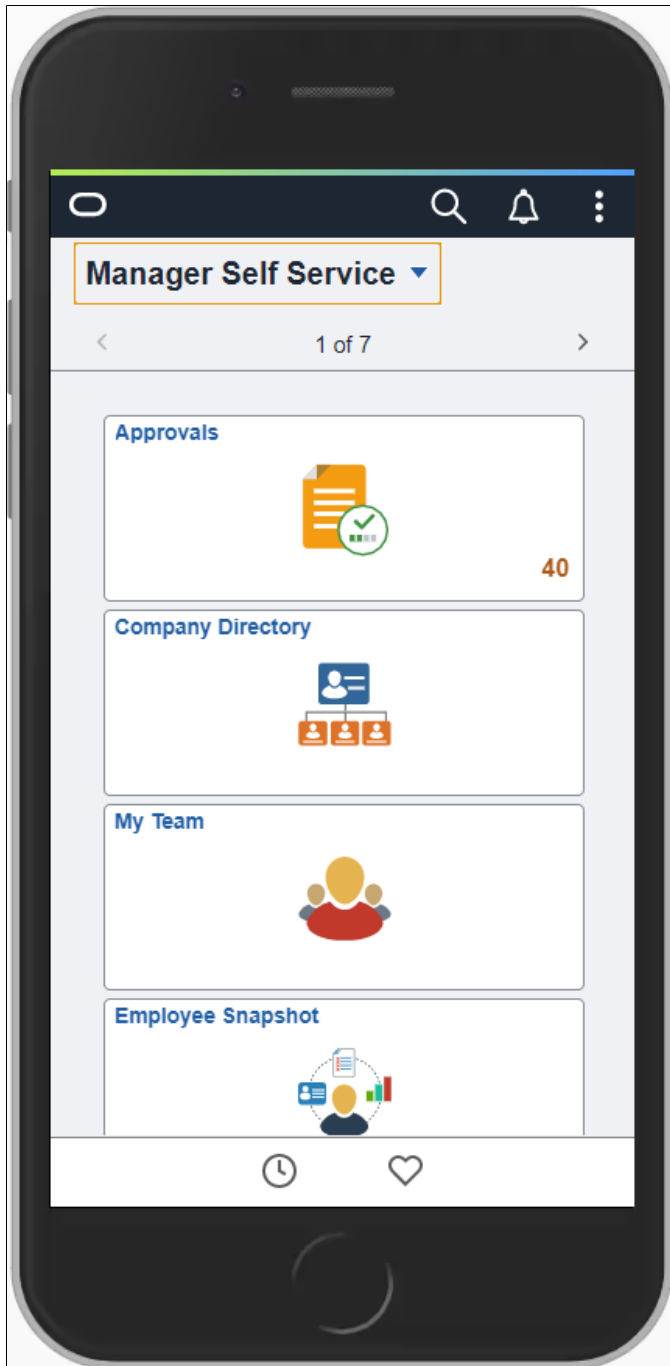 Manager Self Service
1 of 7
Approvals
40
Company Directory
My Team
Employee Snapshot